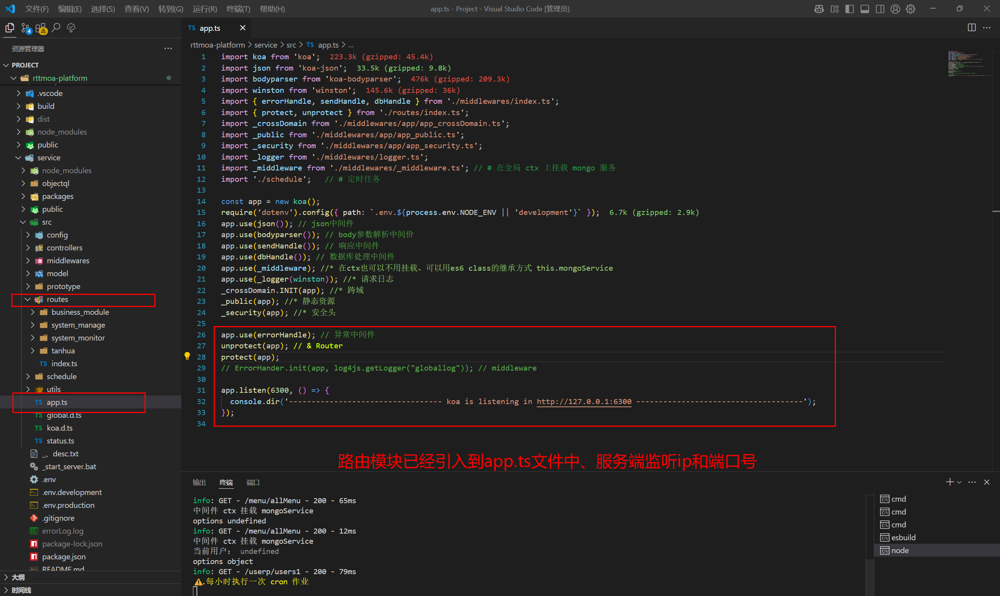 文件(F) 编辑(E) 选择(S) 查看(V) 转到(G) 运行(R) 终端(T) 帮助(H)
app.ts - Project - Visual Studio Code [管理员]
4
资源管理器
PROJECT
rttmoa-platform
.vscode
build
dist
node_modules
public
service
node_modules
objectql
packages
public
src
config
controllers
middlewares
model
prototype
routes
business_module
system_manage
system_monitor
tanhua
TS index.ts
schedule
utils
TS app.ts
TS global.d.ts
TS koa.d.ts
TS status.ts
_、desc.txt
_start_server.bat
.env
.env.development
.env.production
.gitignore
errorLog.log
package-lock.json
package.json
README.md
大纲
时间线
TS app.ts
rttmoa-platform > service > src > TS app.ts > ...
1 import koa from 'koa'; 223.3k (gzipped: 45.4k)
2 import json from 'koa-json'; 33.5k (gzipped: 9.8k)
3 import bodyparser from 'koa-bodyparser'; 476k (gzipped: 209.3k)
4 import winston from 'winston'; 145.6k (gzipped: 36k)
5 import { errorHandle, sendHandle, dbHandle } from './middlewares/index.ts';
6 import { protect, unprotect } from './routes/index.ts';
7 import _crossDomain from './middlewares/app/app_crossDomain.ts';
8 import _public from './middlewares/app/app_public.ts';
9 import _security from './middlewares/app/app_security.ts';
10 import _logger from './middlewares/logger.ts';
11 import _middleware from './middlewares/_middleware.ts'; // # 在全局 ctx 上挂载 mongo 服务
12 import './schedule'; // # 定时任务
13
14 const app = new koa();
15 require('dotenv').config({ path: `.env.${process.env.NODE_ENV || 'development'}` }); 6.7k (gzipped: 2.9k)
16 app.use(json()); // json中间件
17 app.use(bodyparser()); // body参数解析中间价
18 app.use(sendHandle()); // 响应中间件
19 app.use(dbHandle()); // 数据库处理中间件
20 app.use(_middleware); //* 在ctx也可以不用挂载、可以用es6 class的继承方式 this.mongoService
21 app.use(_logger(winston)); //* 请求日志
22 _crossDomain.INIT(app); //* 跨域
23 _public(app); //* 静态资源
24 _security(app); //* 安全头
25
26 app.use(errorHandle); // 异常中间件
27 unprotect(app); // & Router
28 protect(app);
29 // ErrorHander.init(app, log4js.getLogger("globallog")); // middleware
30
31 app.listen(6300, () => {
32 console.dir('---------------------------------- koa is listening in http://127.0.0.1:6300 -------------------------------------');
33 });
34
路由模块已经引入到app.ts文件中、服务端监听ip和端口号
输出 终端 端口
info: GET - /menu/allMenu - 200 - 65ms
中间件 ctx 挂载 mongoService
options undefined
info: GET - /menu/allMenu - 200 - 12ms
中间件 ctx 挂载 mongoService
当前用户： undefined
options object
info: GET - /userp/users1 - 200 - 79ms
⚠.每小时执行一次 cron 作业
cmd
cmd
cmd
esbuild
node